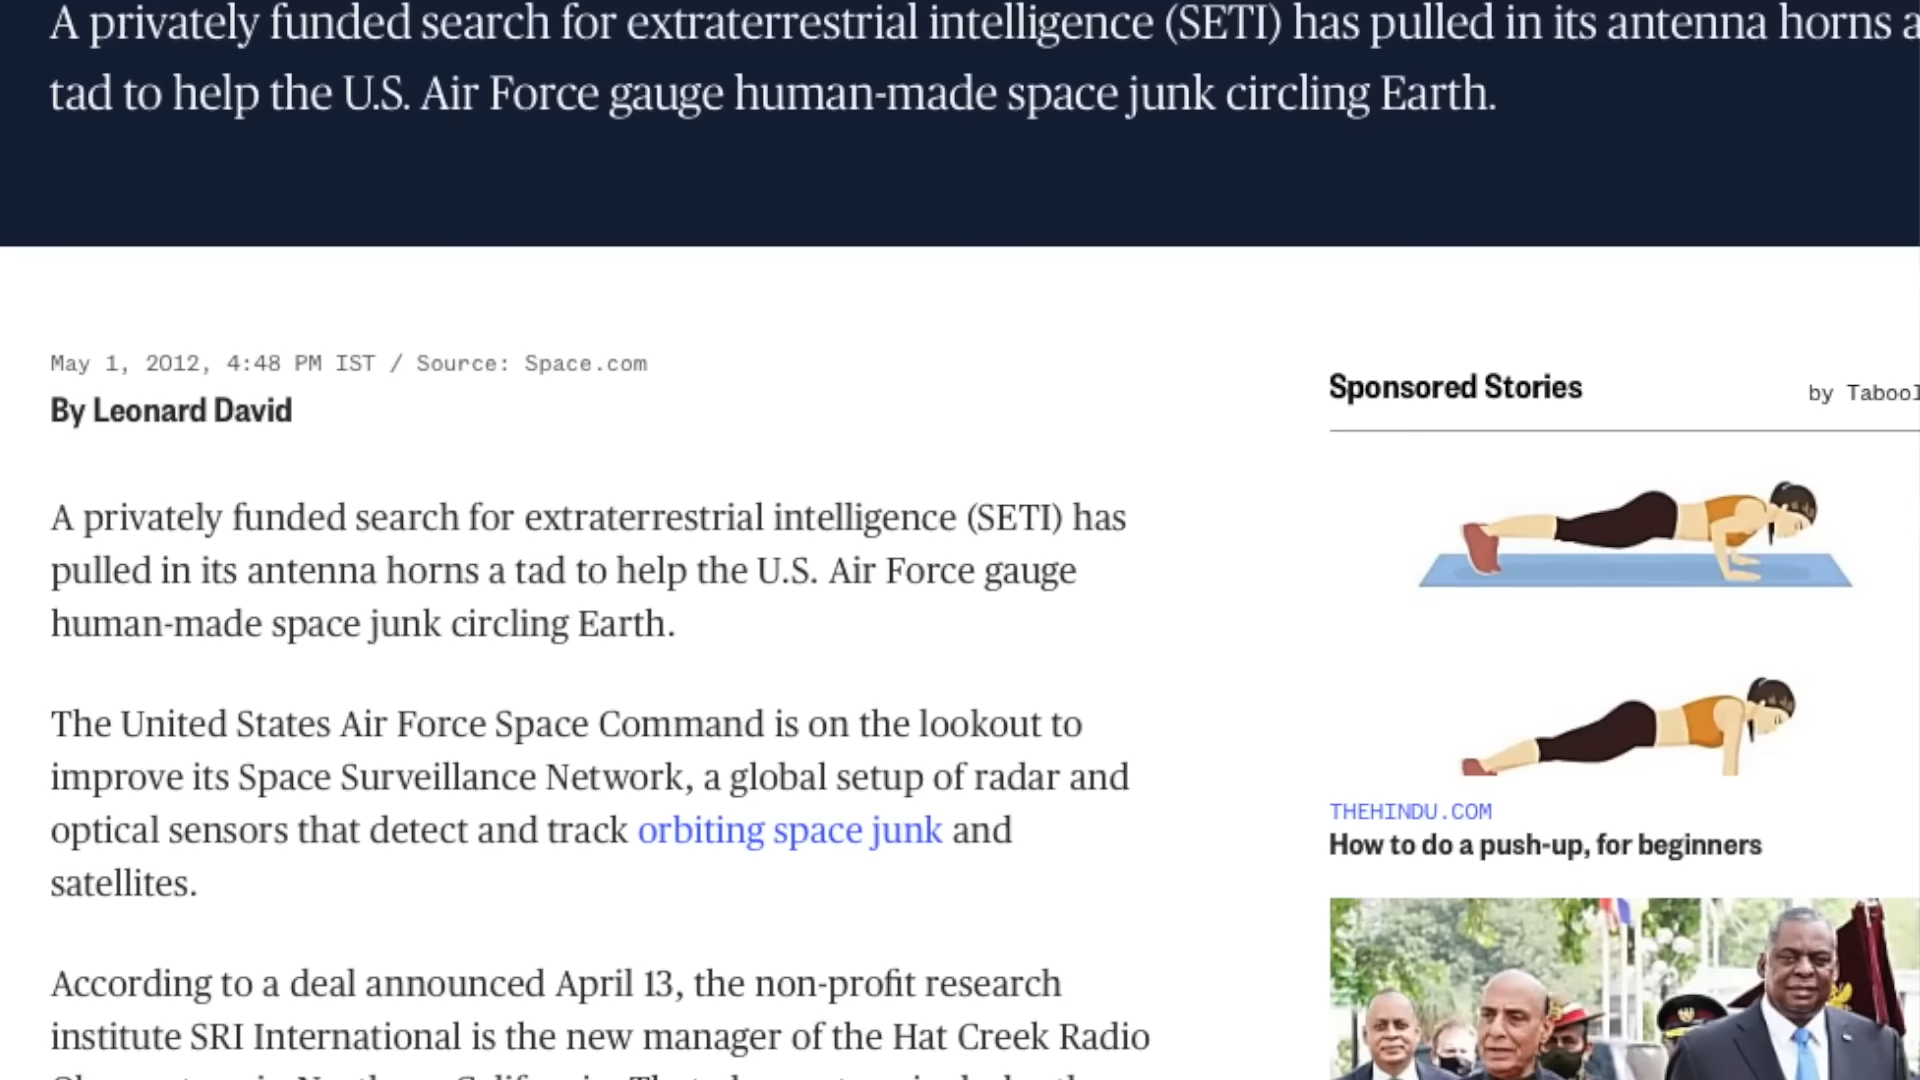 A privately funded search for extraterrestrial intelligence (SETI) has pulled in its antenna horns a
tad to help the U.S. Air Force gauge human-made space junk circling Earth.
May 1, 2012, 4:48 PM IST / Source: Space.com
By Leonard David
A privately funded search for extraterrestrial intelligence (SETI) has
pulled in its antenna horns a tad to help the U.S. Air Force gauge
human-made space junk circling Earth.
The United States Air Force Space Command is on the lookout to
improve its Space Surveillance Network, a global setup of radar and
optical sensors that detect and track orbiting space junk and
satellites.
According to a deal announced April 13, the non-profit research
institute SRI International is the new manager of the Hat Creek Radio
Sponsored Stories
by Tabool
THEHINDU.COM
How to do a push-up, for beginners